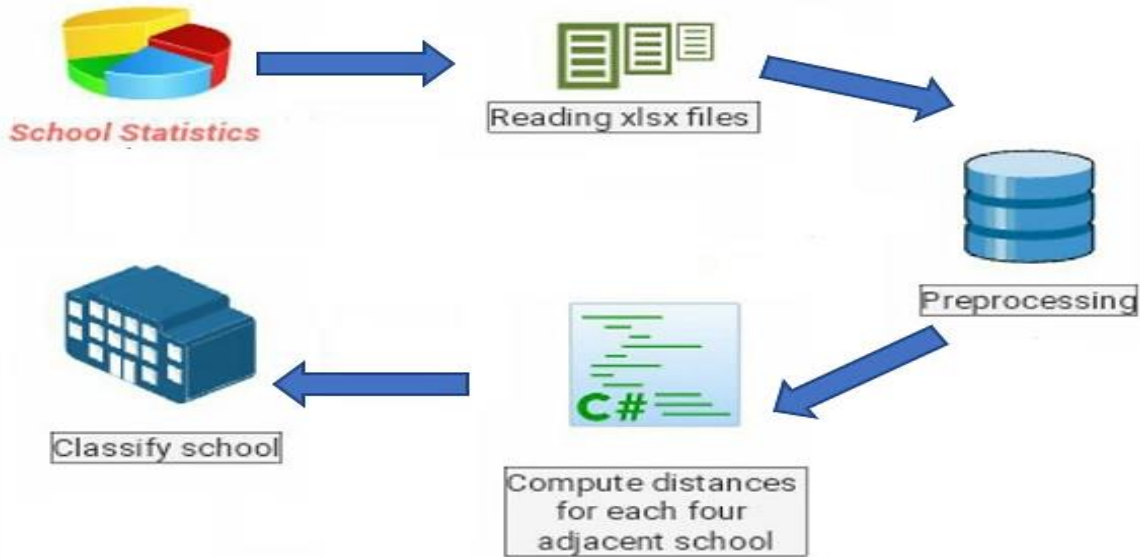 School Statistics
Reading xlsx files
Preprocessing
C#
Compute distances
for each four
adjacent school
Classify school